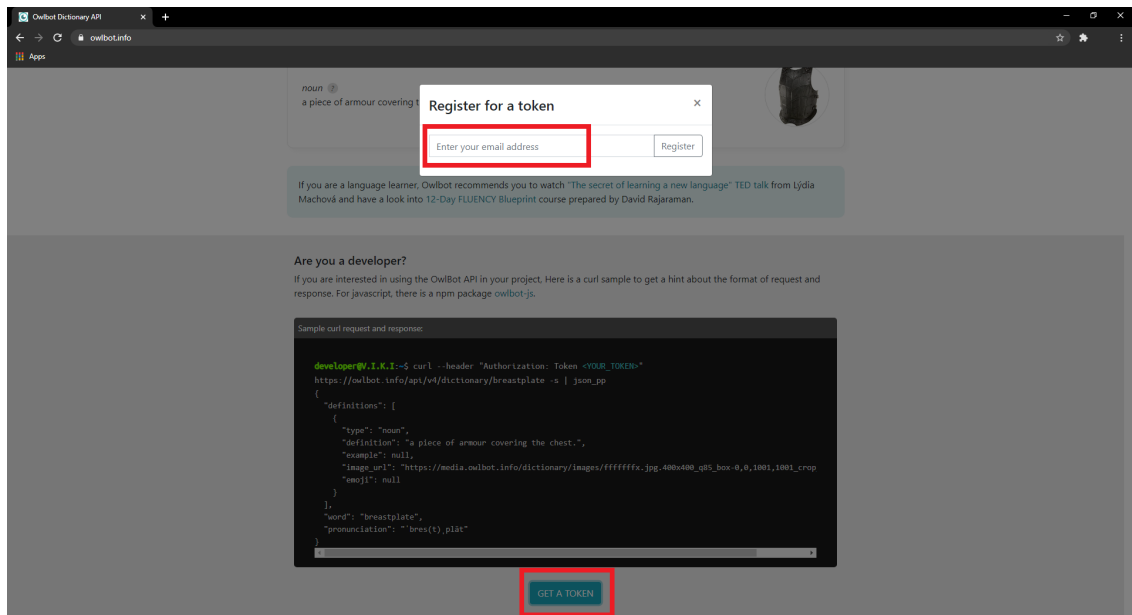 Owlbot Dictionary API
owlbot.info
Apps
noun ?
a piece of armour covering t
Register for a token
×
Enter your email address
Register
If you are a language learner, Owlbot recommends you to watch "The secret of learning a new language" TED talk from Lýdia
Machová and have a look into 12-Day FLUENCY Blueprint course prepared by David Rajaraman.
Are you a developer?
If you are interested in using the OwlBot API in your project, Here is a curl sample to get a hint about the format of request and
response. For javascript, there is a npm package owlbot-js.
Sample curl request and response:
developer@V.I.K.I:~$ curl --header "Authorization: Token <YOUR_TOKEN>"
https://owlbot.info/api/v4/dictionary/breastplate -s | json_pp
{
"definitions": [
{
"type": "noun",
"definition": "a piece of armour covering the chest.",
"example": null,
"image_url": "https://media.owlbot.info/dictionary/images/fffffffx.jpg.400x400_q85_box-0,0,1001,1001_crop
"emoji": null
}
],
"word": "breastplate",
"pronunciation": "ˈbres(t)ˌplāt"
}
GET A TOKEN